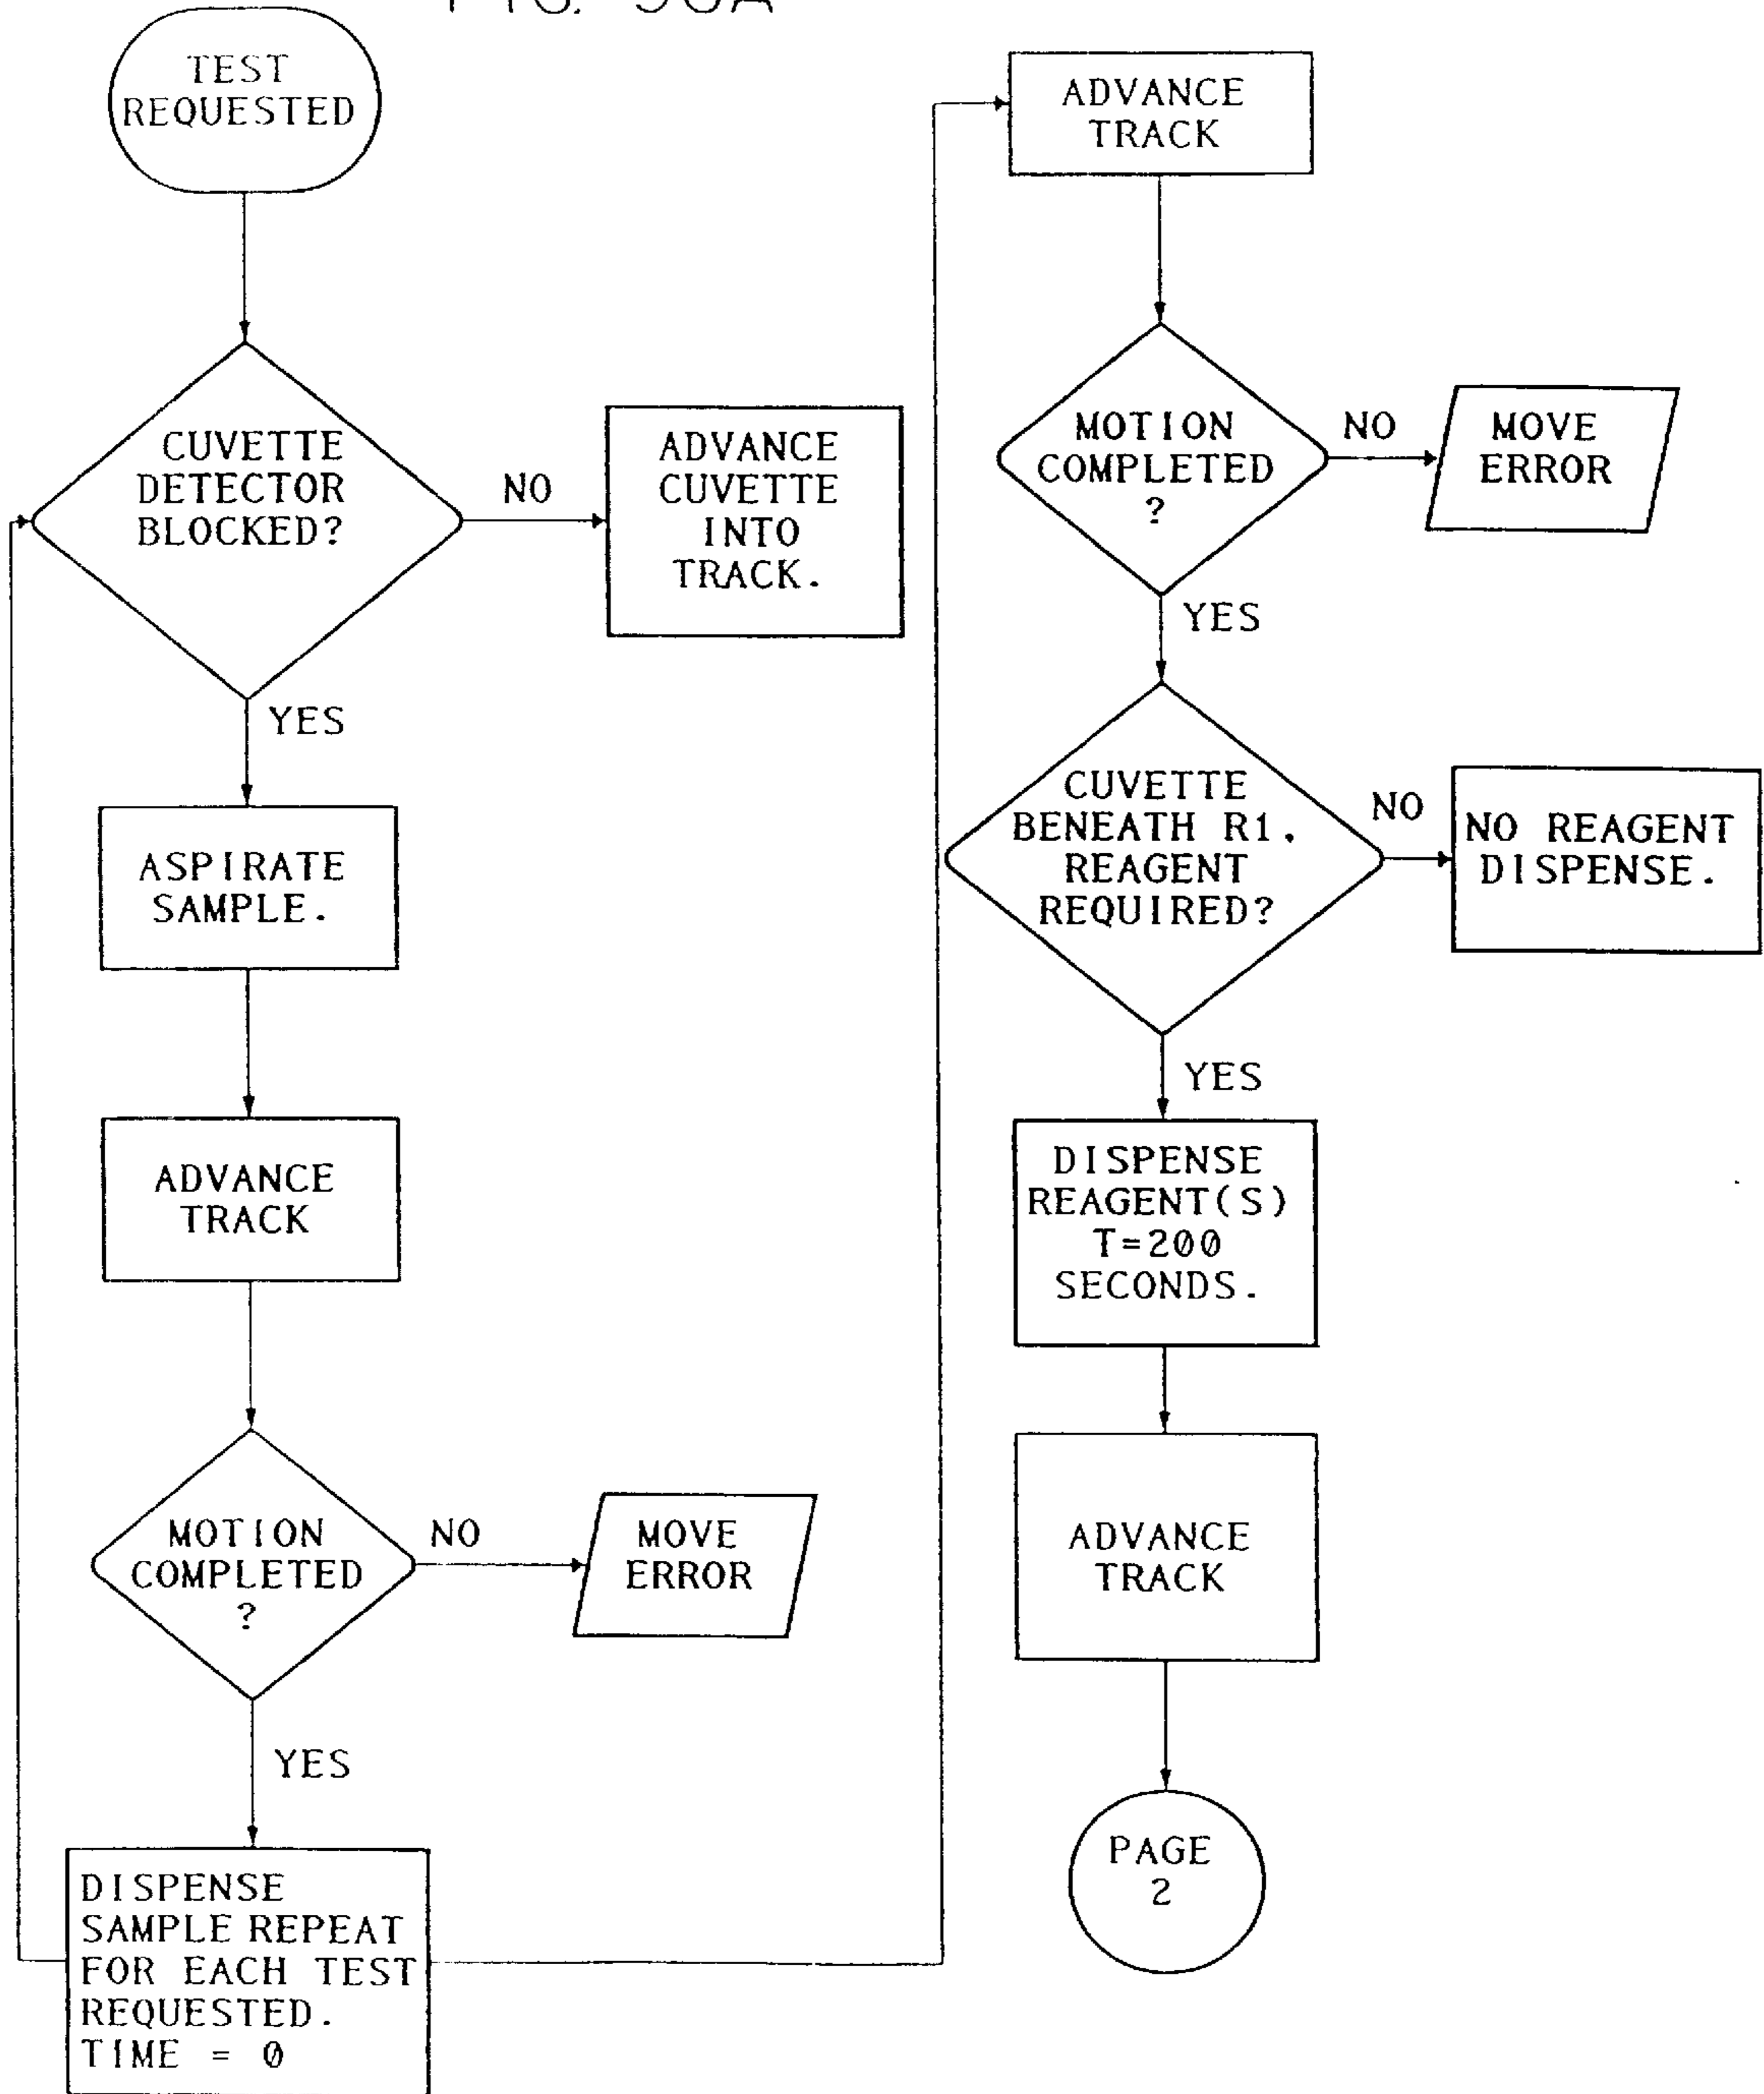 TEST
REQUESTED
CUVETTE
DETECTOR
BLOCKED?
NO
ADVANCE
CUVETTE
INTO
TRACK.
YES
ASPIRATE
SAMPLE.
ADVANCE
TRACK
MOTION
COMPLETED
?
NO
MOVE
ERROR
YES
DISPENSE
SAMPLE REPEAT
FOR EACH TEST
REQUESTED.
TIME = 0
ADVANCE
TRACK
MOTION
COMPLETED
?
NO
MOVE
ERROR
YES
CUVETTE
BENEATH R1.
REAGENT
REQUIRED?
NO
NO REAGENT
DISPENSE.
YES
DISPENSE
REAGENT(S)
T=200
SECONDS.
ADVANCE
TRACK
PAGE
2